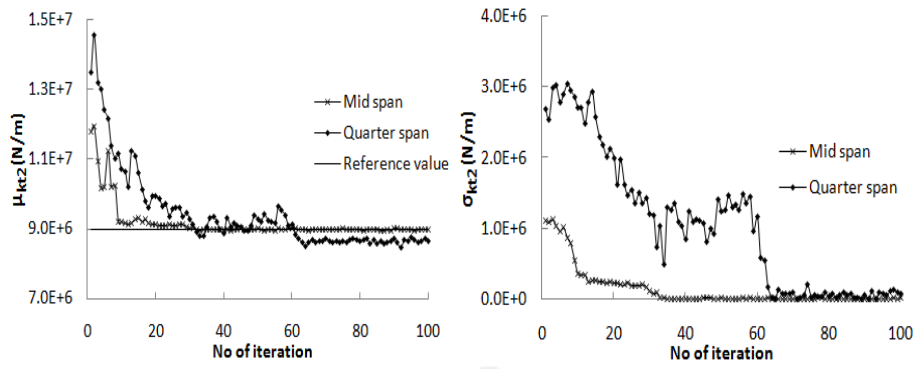 1.5E+7
1.3E+7
1.1E+7
9.0E+6
7.0E+6
μkt2(N/m)
Mid span
Quarter span
Reference value
0 20 40 60 80 100
No of iteration
4.0E+6
3.0E+6
2.0E+6
1.0E+6
0.0E+0
σkt2(N/m)
Mid span
Quarter span
0 20 40 60 80 100
No of iteration